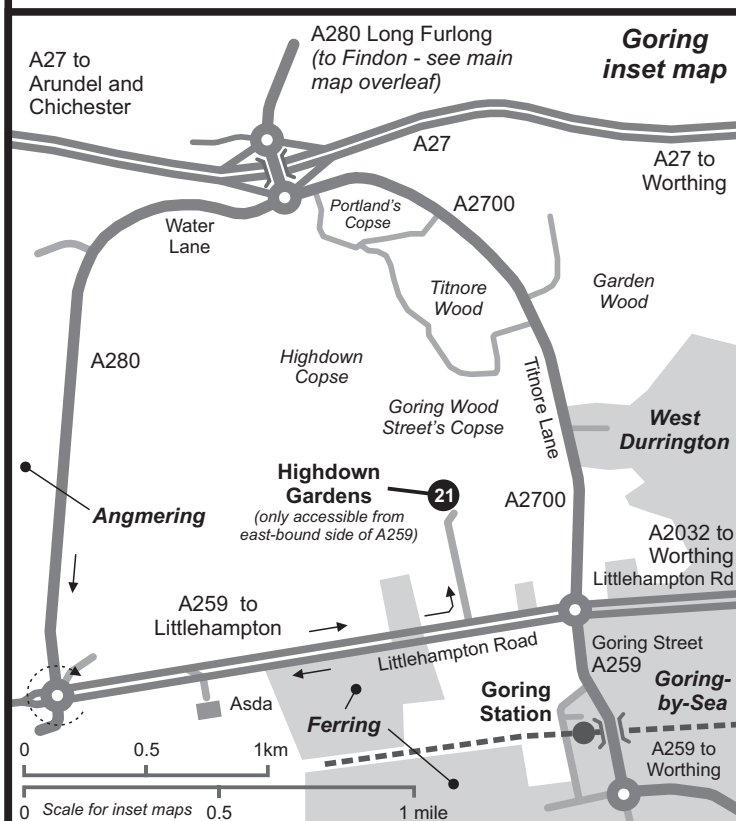 A27 to
Arundel and
Chichester
A280 Long Furlong
(to Findon - see main
map overleaf)
Goring
inset map
A27
A27 to
Worthing
Water
Lane
Portland's
Copse
A2700
Titnore
Wood
Garden
Wood
A280
Highdown
Copse
Goring Wood
Street's Copse
Titnore Lane
West
Durrington
Highdown
Gardens
(only accessible from
east-bound side of A259)
21
A2700
Angmering
A2032 to
Worthing
Littlehampton Rd
A259 to
Littlehampton
Littlehampton Road
Goring Street
A259
Goring-
by-Sea
Goring
Station
Asda
Ferring
A259 to
Worthing
0 0.5 1km
0 Scale for inset maps 0.5 1 mile